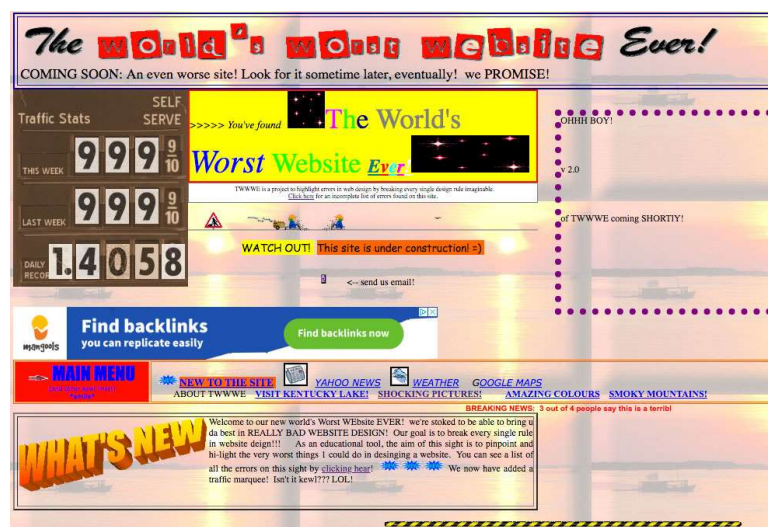 The world's worst website Ever!
COMING SOON: An even worse site! Look for it sometime later, eventually! we PROMISE!
Traffic Stats
SELF
SERVE
THIS WEEK 999 9/10
LAST WEEK 999 9/10
DAILY
RECOR 1.4058
>>>>> You've found The World's
Worst Website Ever!
TWWWE is a project to highlight errors in web design by breaking every single design rule imaginable.
Click here for an incomplete list of errors found on this site.
WATCH OUT! This site is under construction! =)
<-- send us email!
OHHH BOY!
v 2.0
of TWWWE coming SHORTlY!
mangools
Find backlinks
you can replicate easily
Find backlinks now
MAIN MENU
NEW TO THE SITE YAHOO NEWS WEATHER GOOGLE MAPS
ABOUT TWWWE VISIT KENTUCKY LAKE! SHOCKING PICTURES! AMAZING COLOURS SMOKY MOUNTAINS!
BREAKING NEWS: 3 out of 4 people say this is a terribl
WHAT'S NEW
Welcome to our new world's Worst WEbsite EVER! we're stoked to be able to bring u
da best in REALLY BAD WEBSITE DESIGN! Our goal is to break every single rule
in website deign!!! As an educational tool, the aim of this sight is to pinpoint and
hi-light the very worst things I could do in desinging a website. You can see a list of
all the errors on this sight by clicking hear! We now have added a
traffic marquee! Isn't it kewl??? LOL!